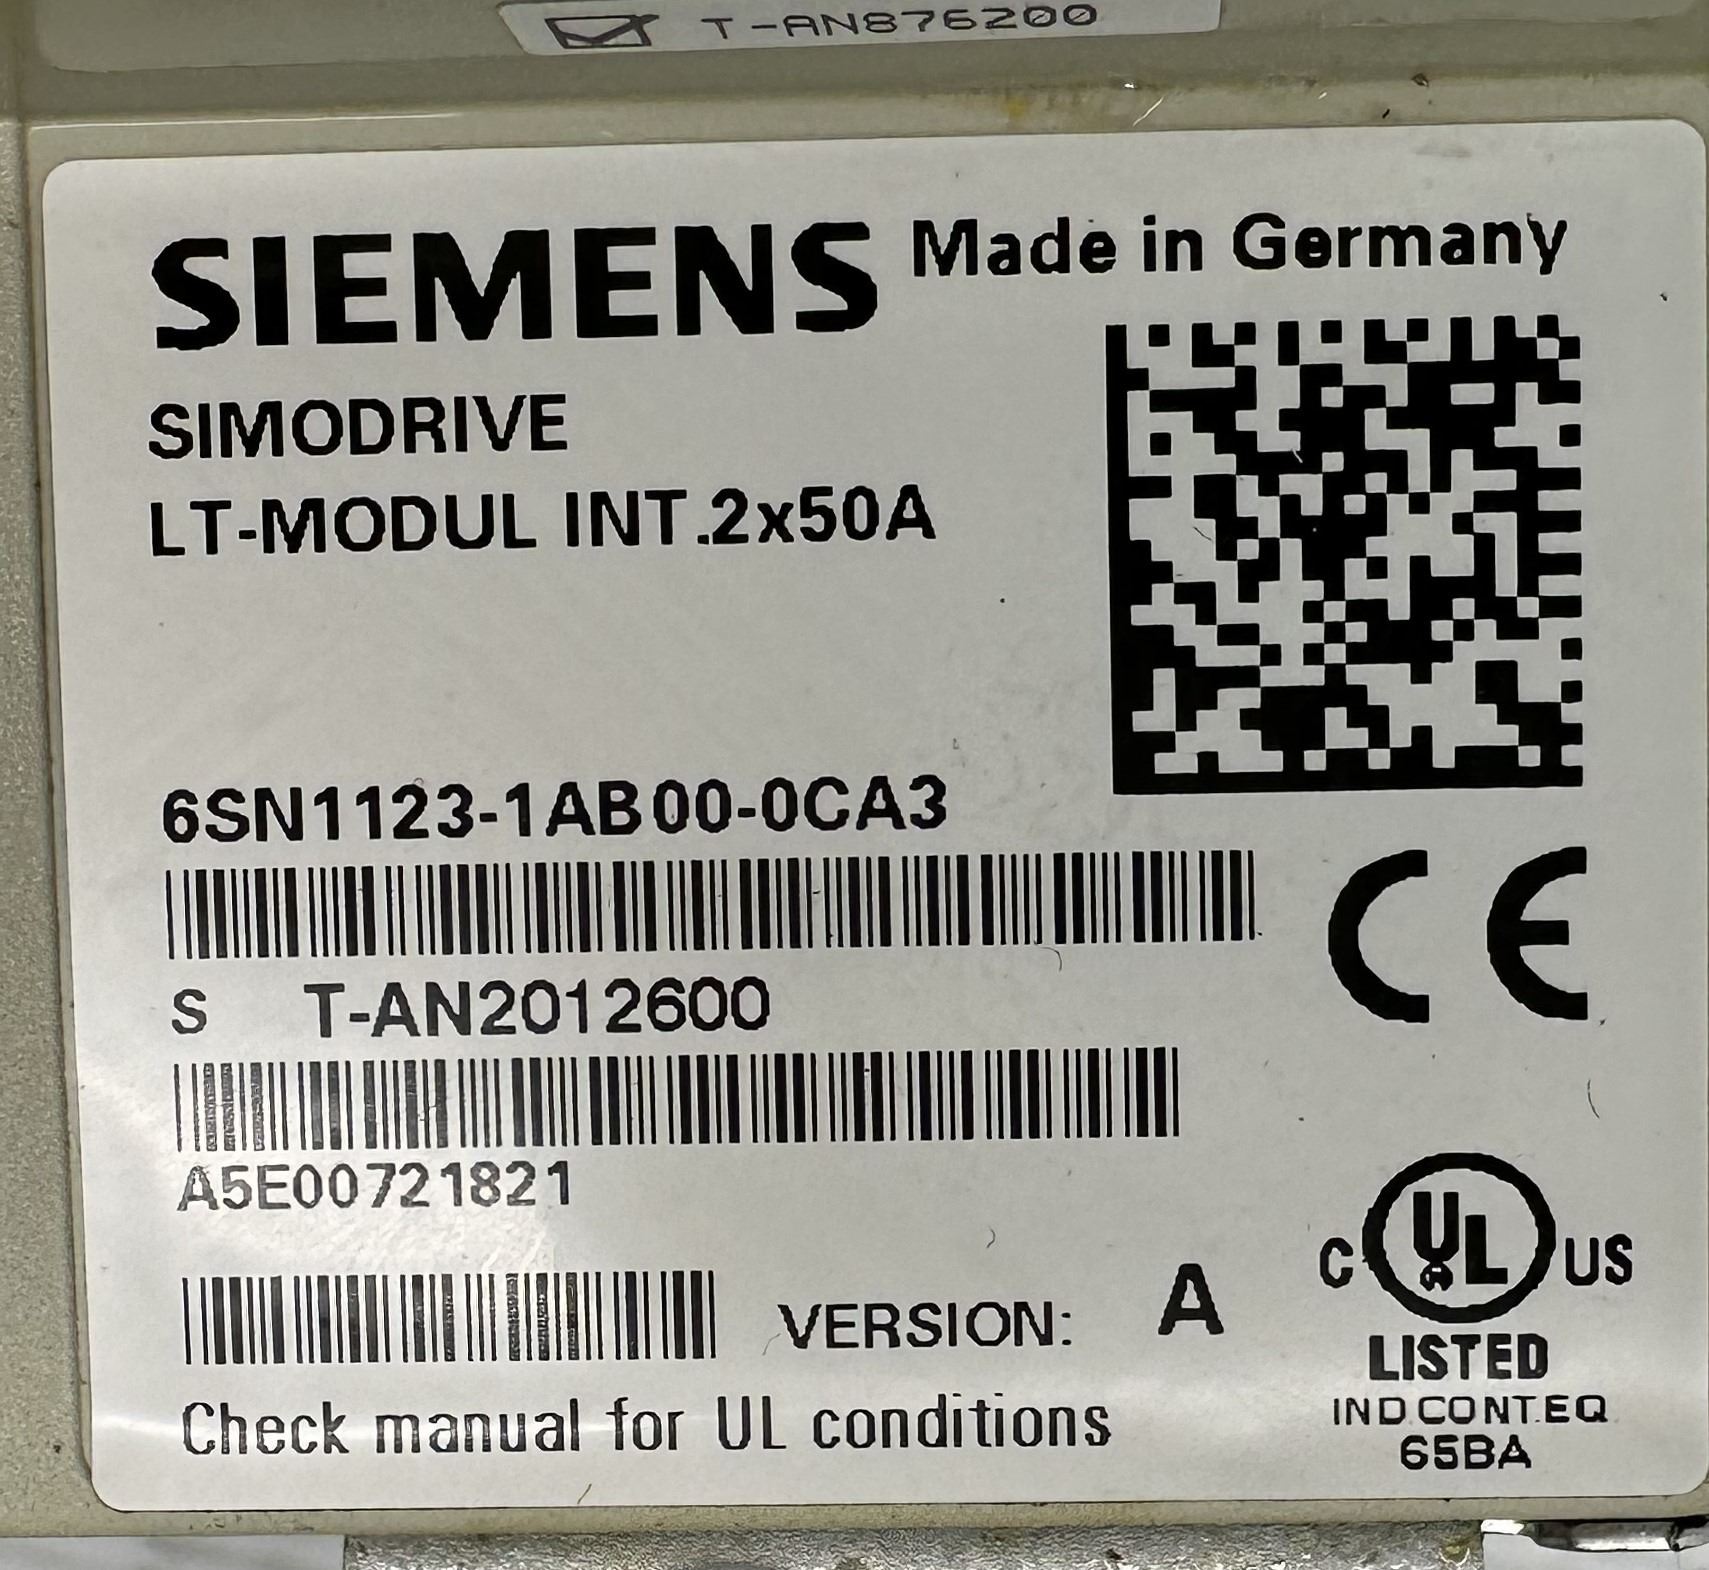 T-AN876200
SIEMENS Made in Germany
SIMODRIVE
LT-MODUL INT.2x50A
6SN1123-1AB00-0CA3
CE
S T-AN2012600
A5E00721821
VERSION: A
C UL US
LISTED
IND.CONT.EQ
65BA
Check manual for UL conditions